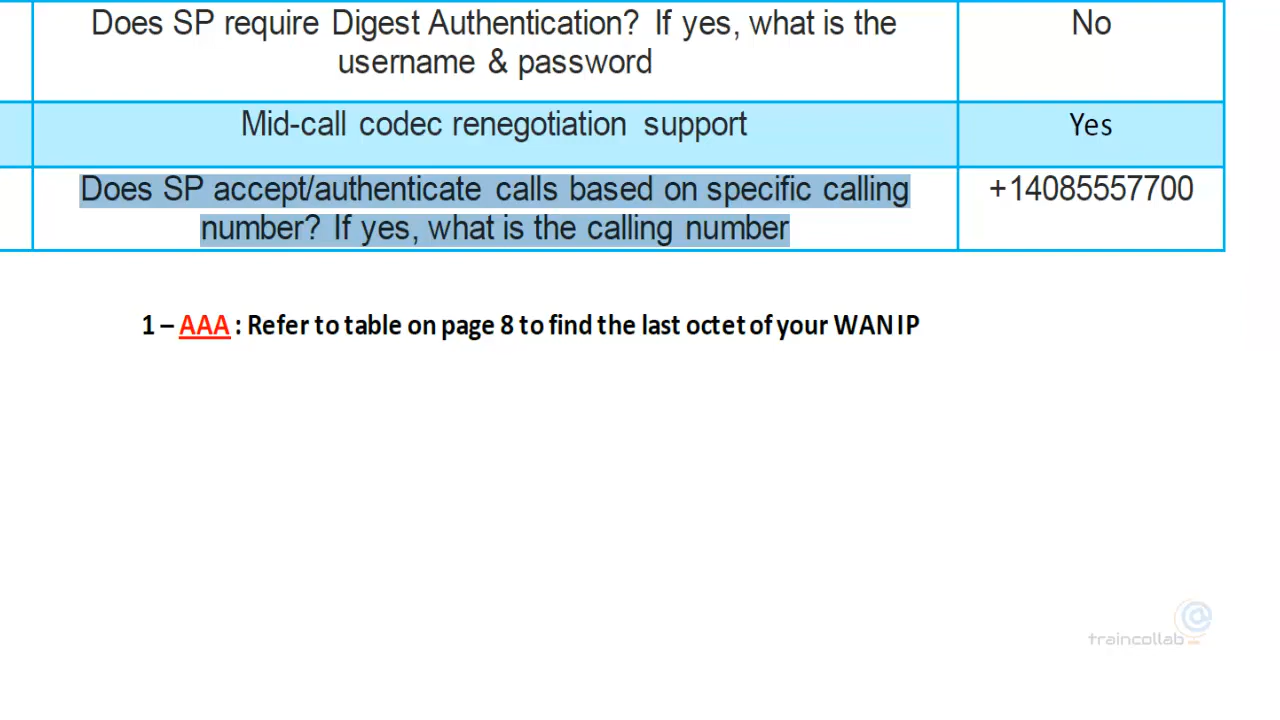 Does SP require Digest Authentication? If yes, what is the
No
username & password
Mid-call codec renegotiation support
Yes
Does SP accept/authenticate calls based on specific calling
+14085557700
number? If yes, what is the calling number
1 – AAA : Refer to table on page 8 to find the last octet of your WAN IP
traincollab